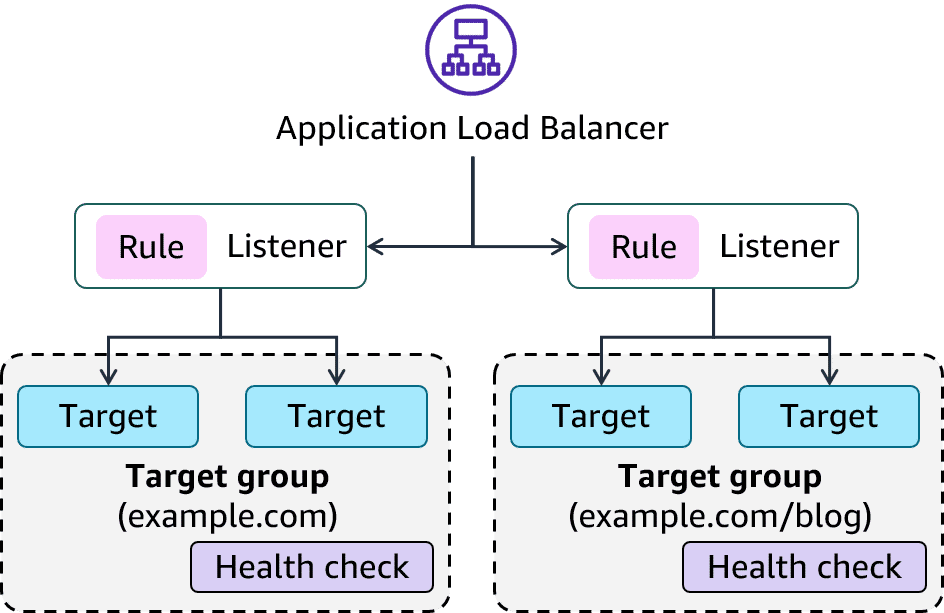 Application Load Balancer
Rule
Listener
Rule
Listener
Target
Target
Target group
(example.com)
Health check
Target
Target
Target group
(example.com/blog)
Health check